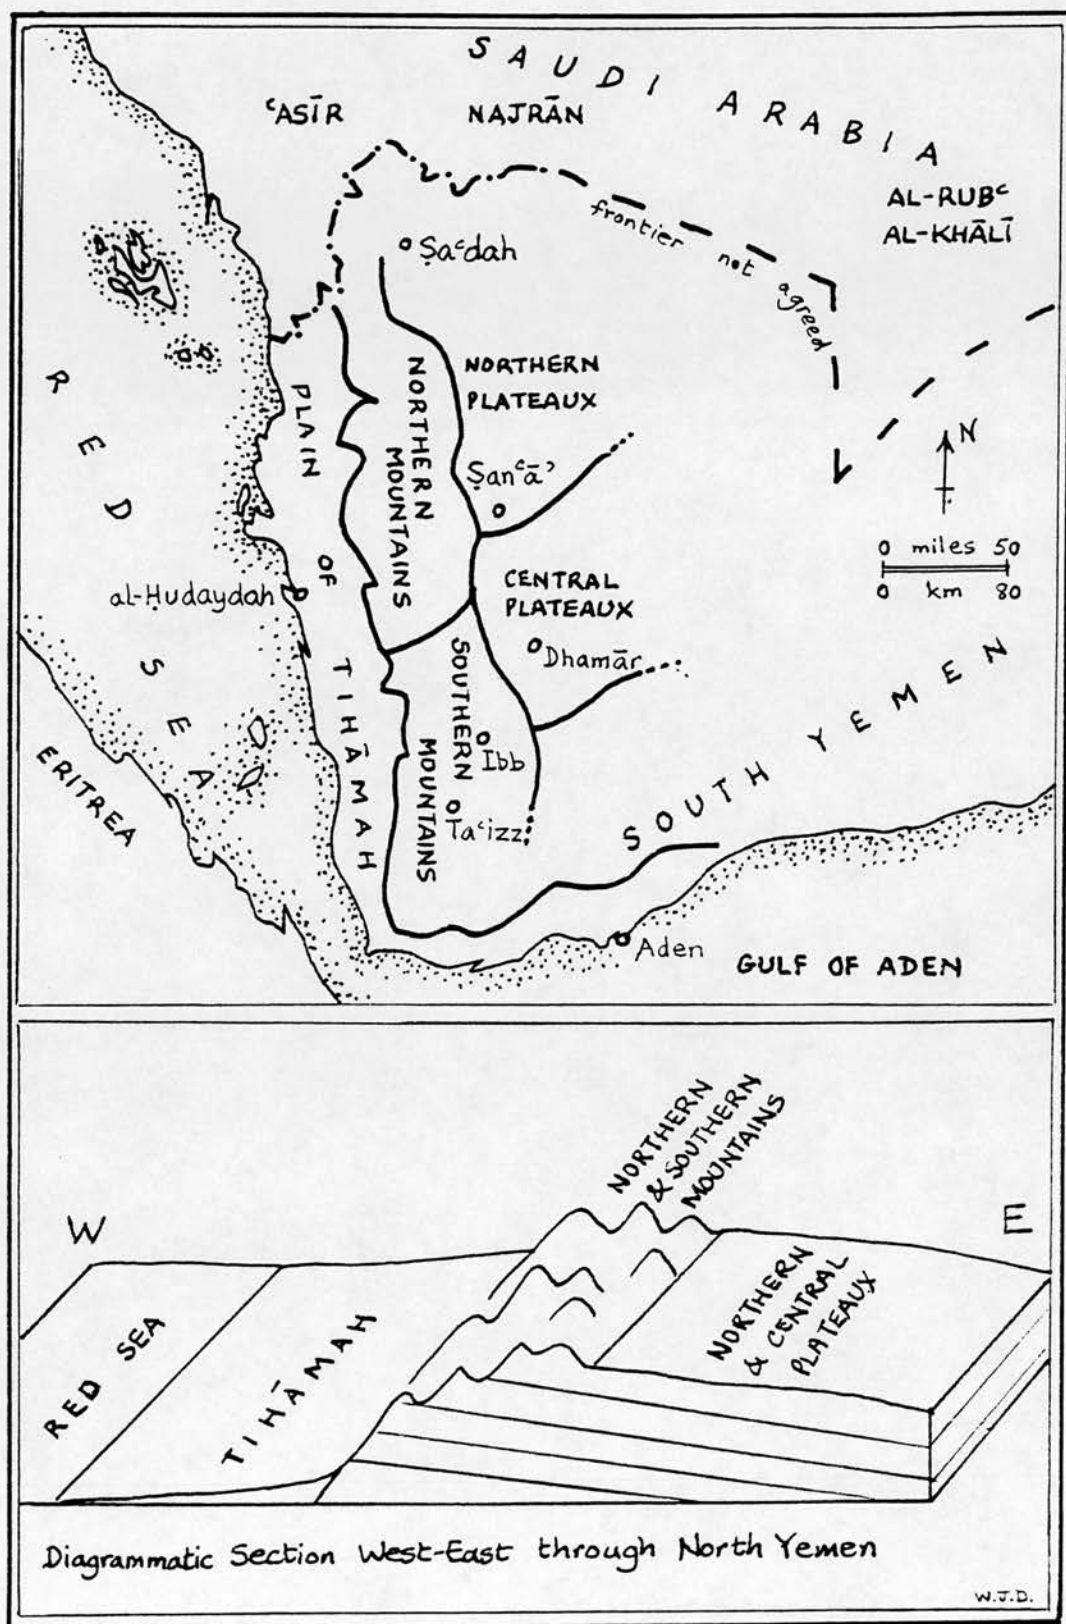 SAUDI ARABIA
ʿASĪR
NAJRĀN
AL-RUBʿ
AL-KHĀLĪ
frontier not agreed
Ṣaʿdah
NORTHERN
PLATEAUX
NORTHERN
MOUNTAINS
PLAIN OF TIHĀMAH
RED SEA
Ṣanʿāʾ
N
0 miles 50
0 km 80
al-Ḥudaydah
CENTRAL
PLATEAUX
Dhamār
SOUTHERN
MOUNTAINS
Ibb
Taʿizz
ERITREA
SOUTH YEMEN
Aden
GULF OF ADEN
NORTHERN
& SOUTHERN
MOUNTAINS
W
E
RED SEA
TIHĀMAH
NORTHERN
& CENTRAL
PLATEAUX
Diagrammatic Section West-East through North Yemen
W.J.D.